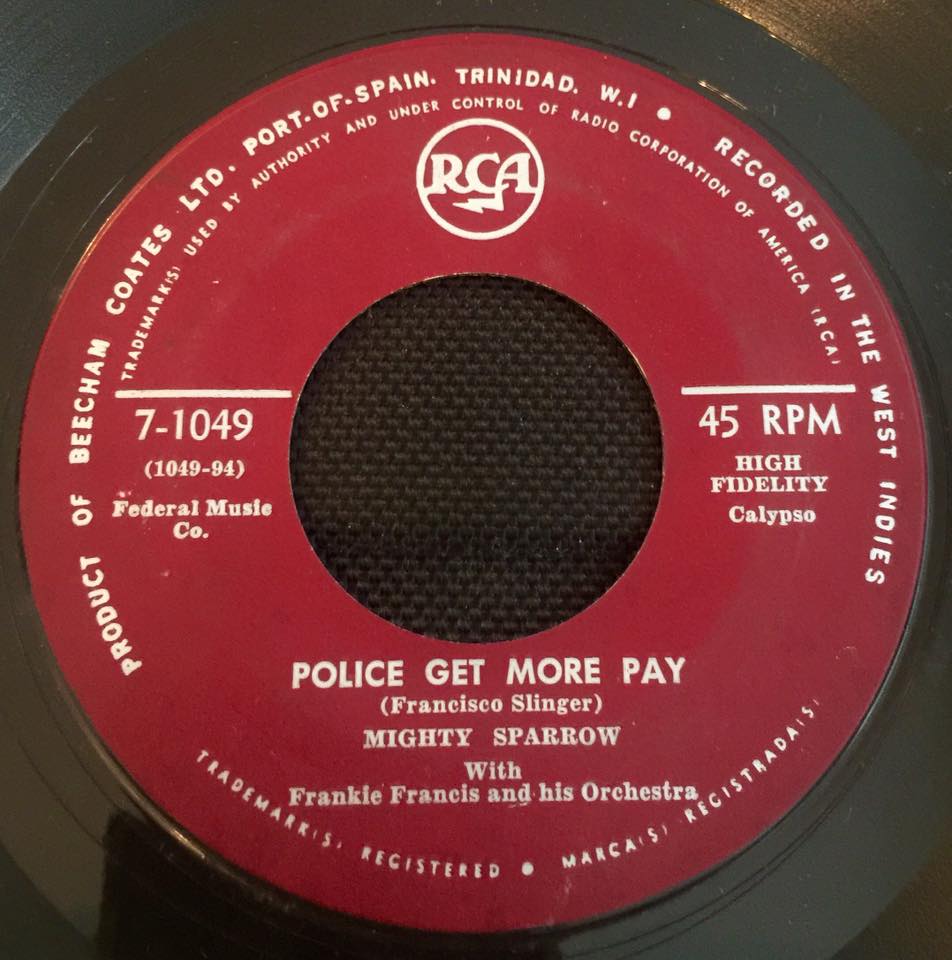 PRODUCT OF BEECHAM COATES LTD. PORT-OF-SPAIN. TRINIDAD. W.I ● RECORDED IN THE WEST INDIES
TRADEMARK(S) USED BY AUTHORITY AND UNDER CONTROL OF RADIO CORPORATION OF AMERICA (RCA)
RCA
7-1049
(1049-94)
Federal Music
Co.
45 RPM
HIGH
FIDELITY
Calypso
POLICE GET MORE PAY
(Francisco Slinger)
MIGHTY SPARROW
With
Frankie Francis and his Orchestra
TRADEMARK(S) REGISTERED ● MARCA(S) REGISTRADA(S)